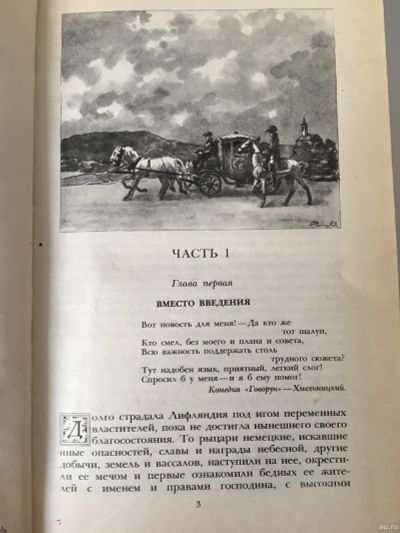 ЧАСТЬ 1
Глава первая
ВМЕСТО ВВЕДЕНИЯ
Вот новость для меня! — Да кто же
тот шалун,
Кто смел, без моего и плана и совета,
Всю важность поддержать столь
трудного сюжета?
Тут надобен язык, приятный, легкий слог!
Спросил б у меня — и я б ему помог!
Комедия "Говорун" — Хмельницкий.
Долго страдала Лифляндия под игом переменных
властителей, пока не достигла нынешнего своего
благосостояния. То рыцари немецкие, искавшие
иные опасностей, славы и награды небесной, другие
добычи, земель и вассалов, наступили на нее, окрести-
ли ее мечом и первые ознакомили бедных ее жите-
лей с именем и правами господина, с высокими
3
au.ru